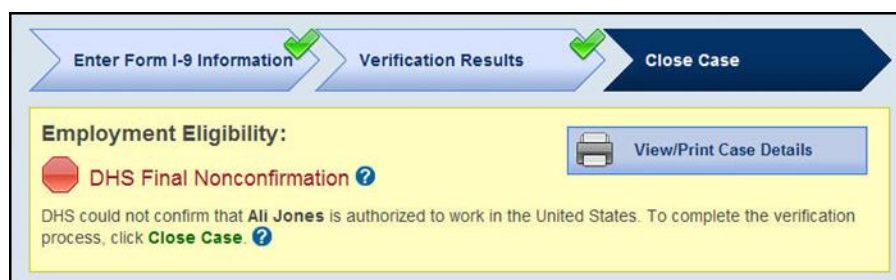 Enter Form I-9 Information
Verification Results
Close Case
Employment Eligibility:
View/Print Case Details
DHS Final Nonconfirmation ?
DHS could not confirm that Ali Jones is authorized to work in the United States. To complete the verification
process, click Close Case. ?